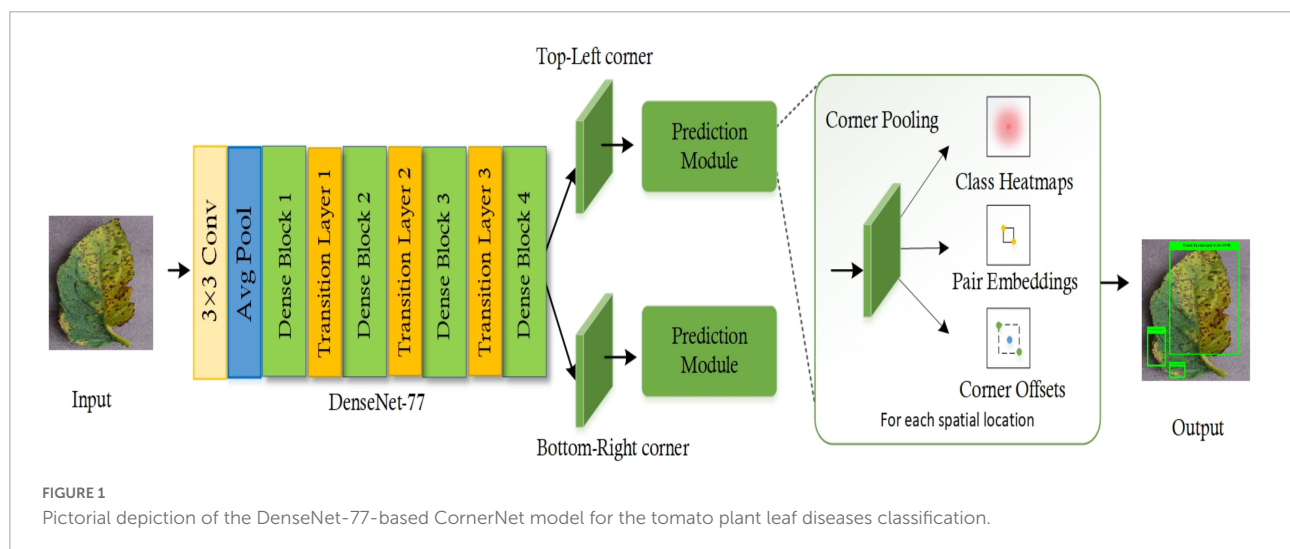 Top-Left corner
Prediction
Module
Corner Pooling
Class Heatmaps
3×3 Conv
Avg Pool
Dense Block 1
Transition Layer 1
Dense Block 2
Transition Layer 2
Dense Block 3
Transition Layer 3
Dense Block 4
Pair Embeddings
Prediction
Module
Corner Offsets
For each spatial location
Input
DenseNet-77
Bottom-Right corner
Output
FIGURE 1
Pictorial depiction of the DenseNet-77-based CornerNet model for the tomato plant leaf diseases classification.